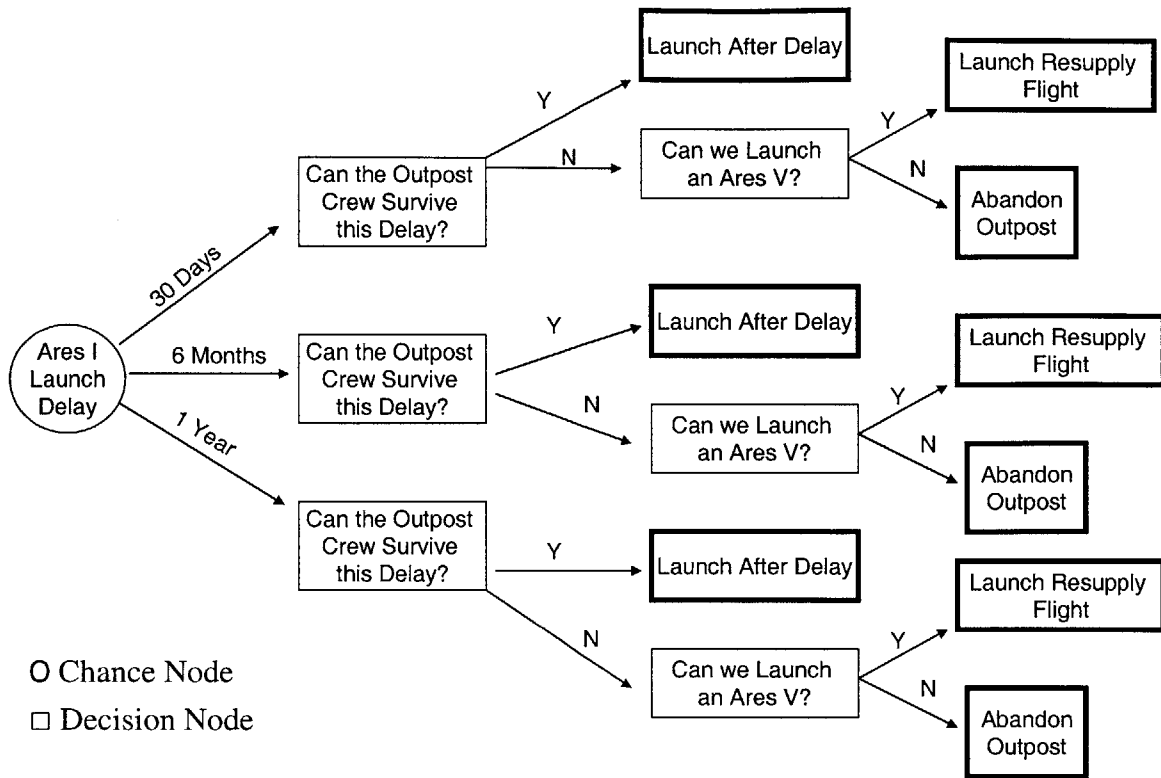 Launch After Delay
Launch Resupply
Flight
Y
Y
Can we Launch
an Ares V?
N
N
Can the Outpost
Crew Survive
this Delay?
Abandon
Outpost
30 Days
Launch After Delay
Launch Resupply
Flight
Y
Ares I
Launch
Delay
6 Months
Can the Outpost
Crew Survive
this Delay?
Y
N
Can we Launch
an Ares V?
1 Year
N
Abandon
Outpost
Can the Outpost
Crew Survive
this Delay?
Y
Launch After Delay
Launch Resupply
Flight
N
Y
Can we Launch
an Ares V?
N
Abandon
Outpost
O Chance Node
□ Decision Node